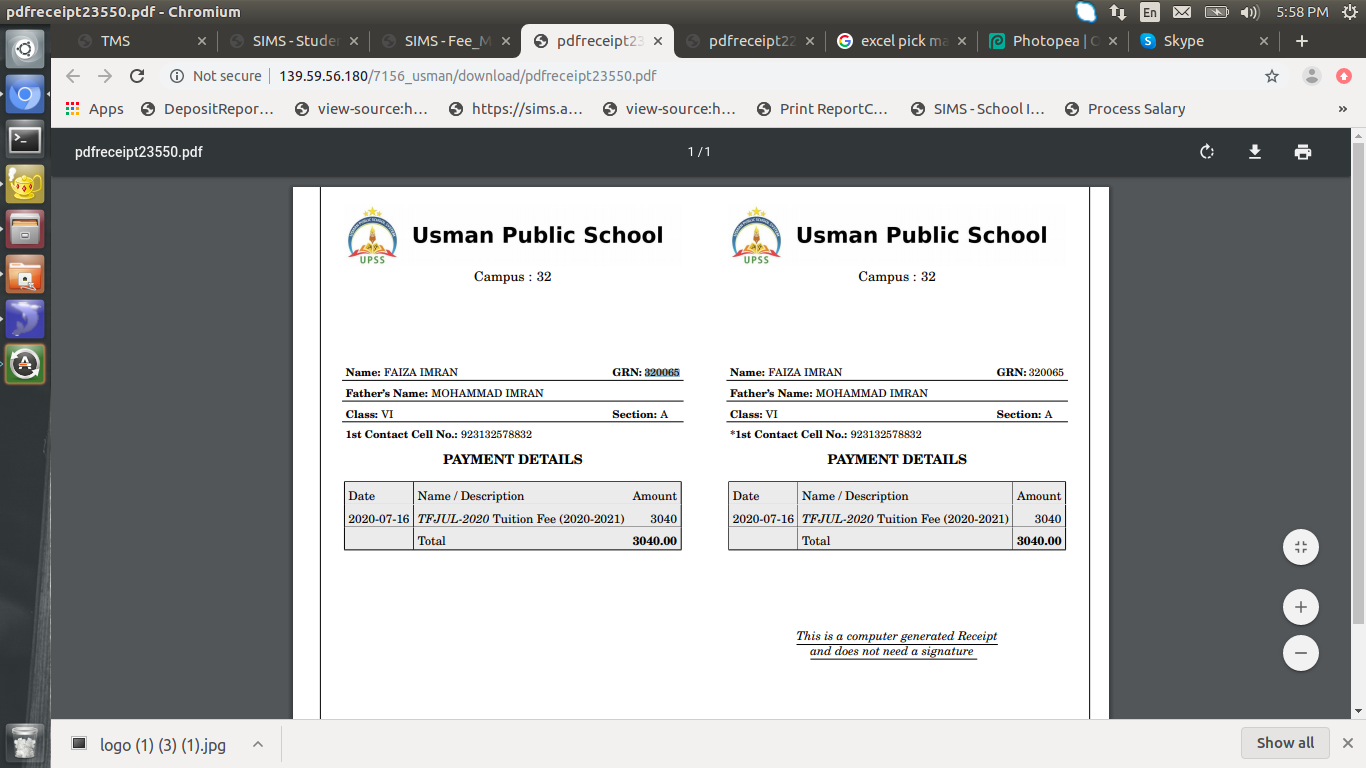 pdfreceipt23550.pdf - Chromium
En
5:58 PM
TMS
SIMS - Studer
SIMS - Fee_M
pdfreceipt23
pdfreceipt22
excel pick ma
Photopea | C
Skype
Not secure
139.59.56.180/7156_usman/download/pdfreceipt23550.pdf
Apps
DepositRepor...
view-source:h...
https://sims.a...
view-source:h...
Print ReportC...
SIMS - School I...
Process Salary
»
pdfreceipt23550.pdf
1 / 1
UPSS
Usman Public School
Campus : 32
Name: FAIZA IMRAN GRN: 320065
Father's Name: MOHAMMAD IMRAN
Class: VI Section: A
1st Contact Cell No.: 923132578832
PAYMENT DETAILS
Date Name / Description Amount
2020-07-16 TFJUL-2020 Tuition Fee (2020-2021) 3040
Total 3040.00
UPSS
Usman Public School
Campus : 32
Name: FAIZA IMRAN GRN: 320065
Father's Name: MOHAMMAD IMRAN
Class: VI Section: A
*1st Contact Cell No.: 923132578832
PAYMENT DETAILS
Date Name / Description Amount
2020-07-16 TFJUL-2020 Tuition Fee (2020-2021) 3040
Total 3040.00
This is a computer generated Receipt
and does not need a signature
logo (1) (3) (1).jpg
Show all